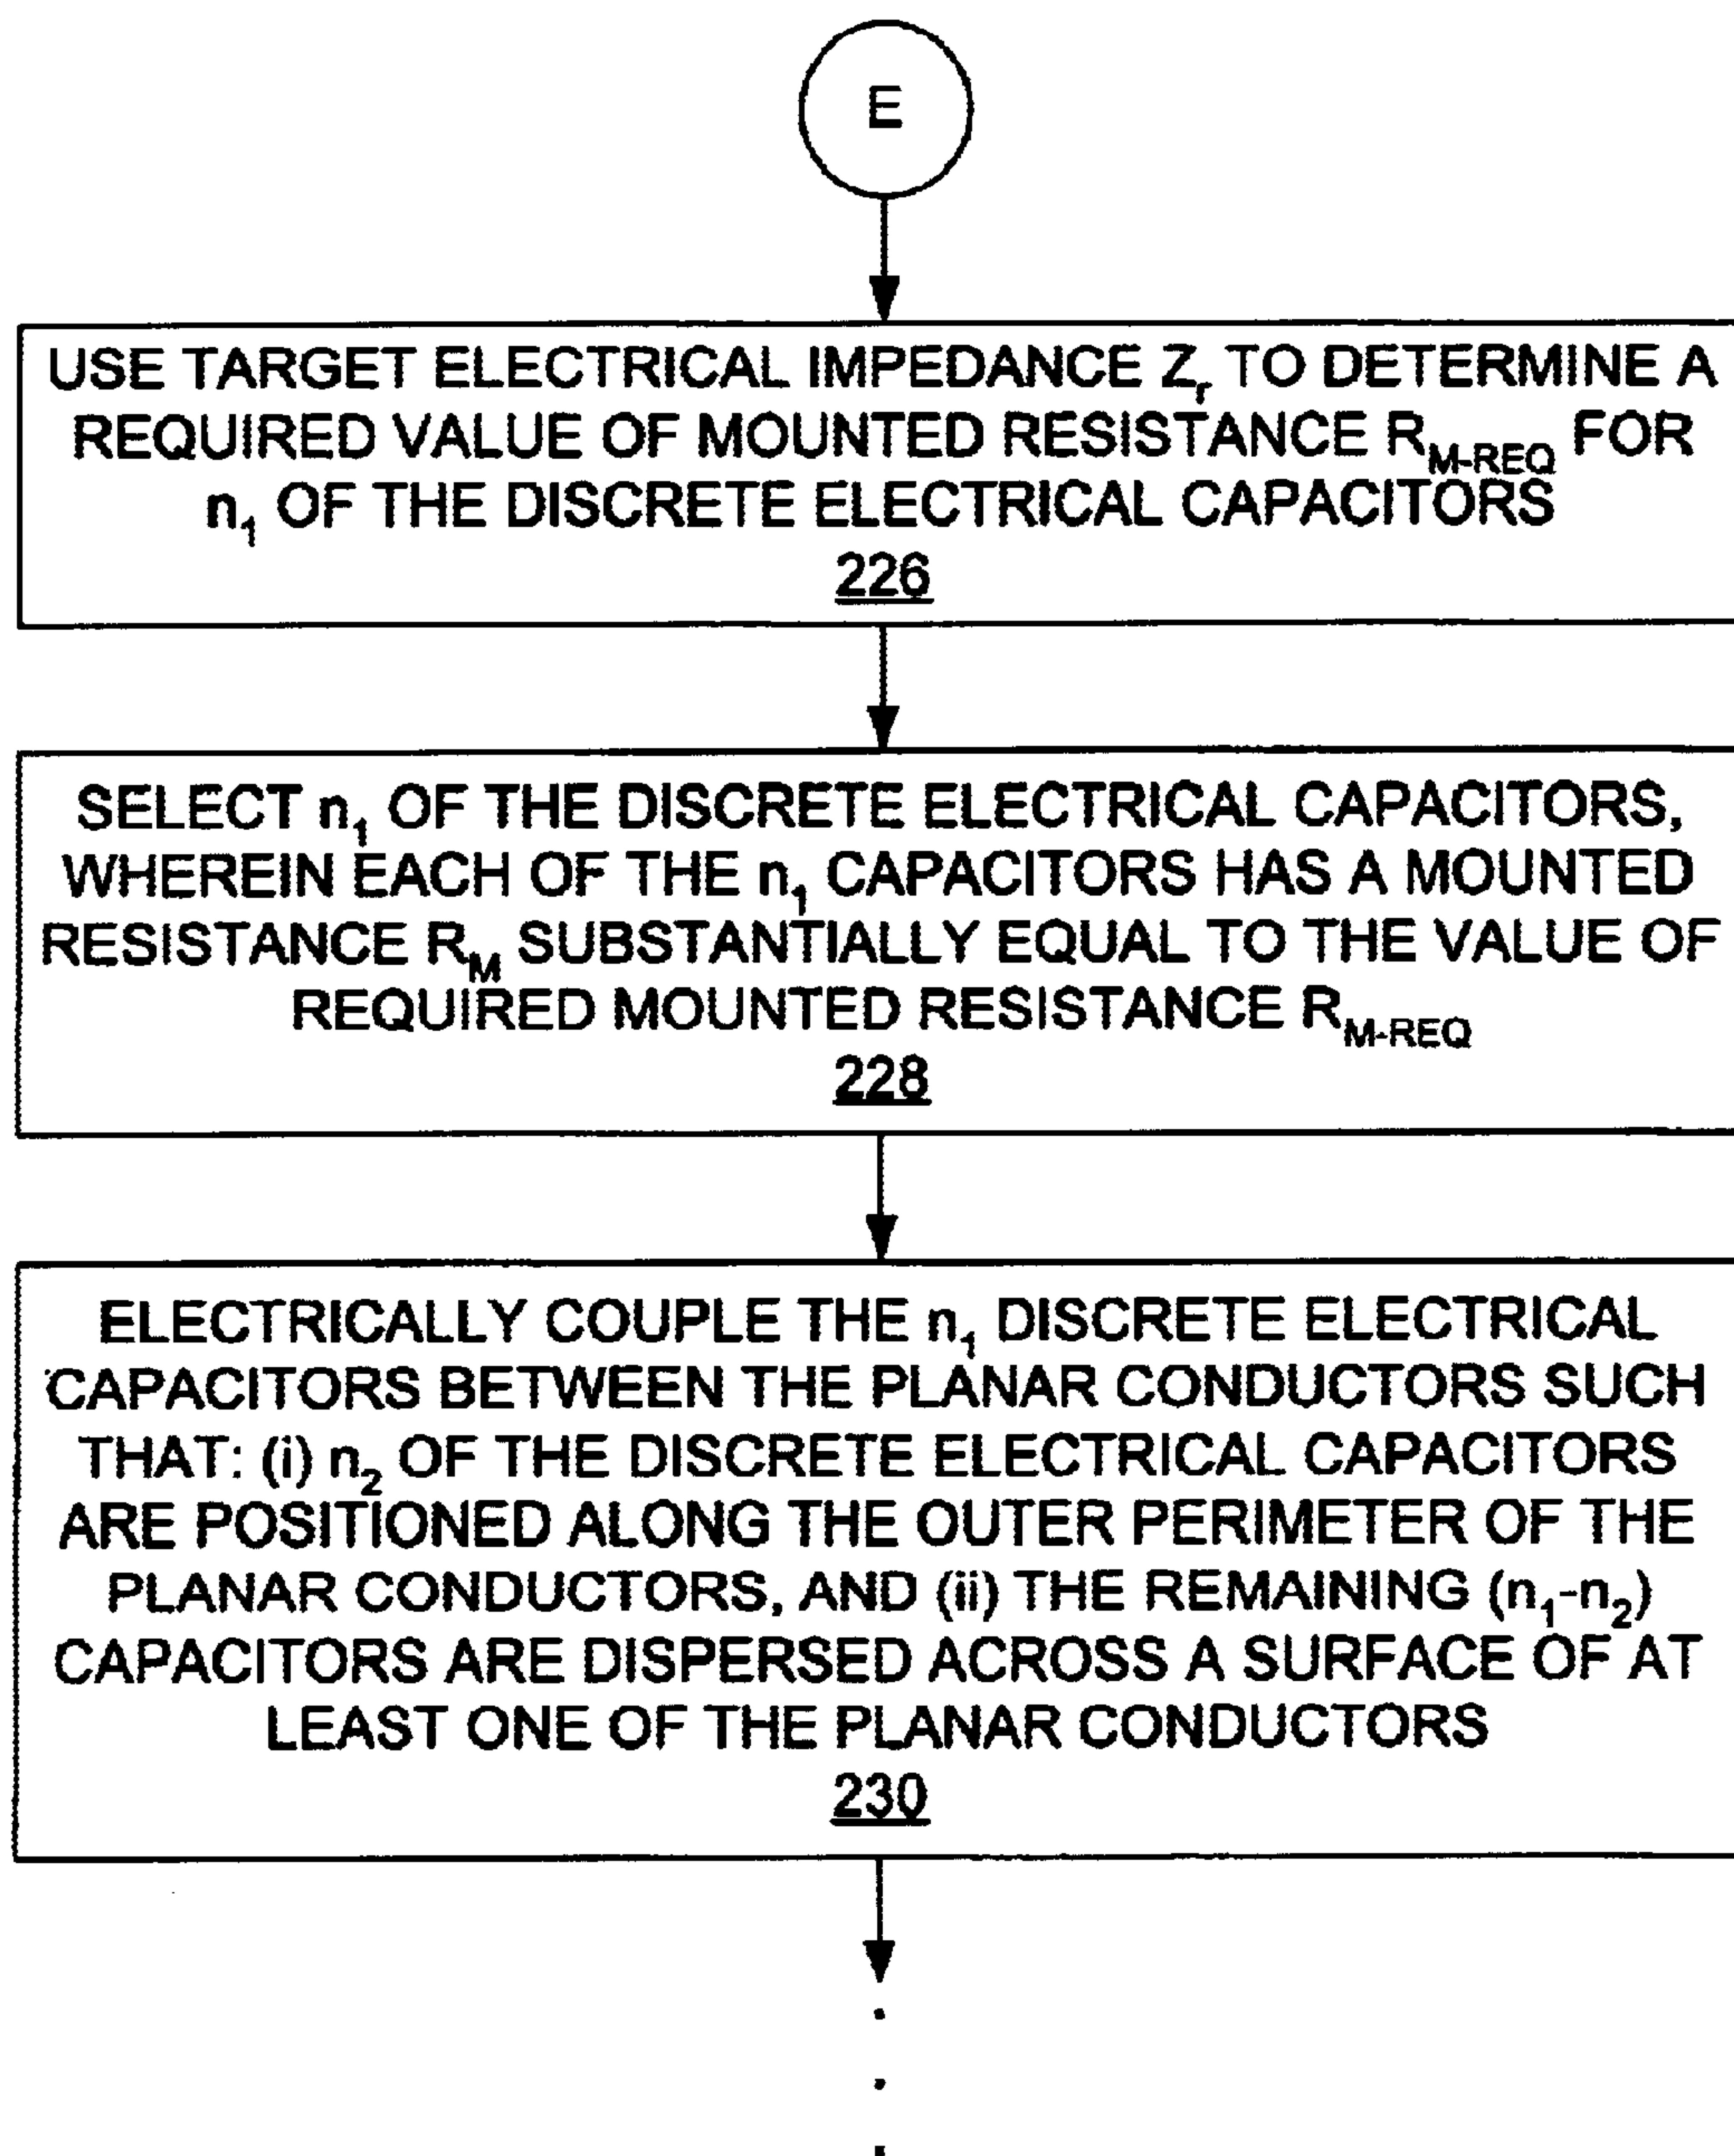 E
USE TARGET ELECTRICAL IMPEDANCE Zr TO DETERMINE A
REQUIRED VALUE OF MOUNTED RESISTANCE RM-REQ FOR
n1 OF THE DISCRETE ELECTRICAL CAPACITORS
226
SELECT n1 OF THE DISCRETE ELECTRICAL CAPACITORS,
WHEREIN EACH OF THE n1 CAPACITORS HAS A MOUNTED
RESISTANCE RM SUBSTANTIALLY EQUAL TO THE VALUE OF
REQUIRED MOUNTED RESISTANCE RM-REQ
228
ELECTRICALLY COUPLE THE n1 DISCRETE ELECTRICAL
CAPACITORS BETWEEN THE PLANAR CONDUCTORS SUCH
THAT: (i) n2 OF THE DISCRETE ELECTRICAL CAPACITORS
ARE POSITIONED ALONG THE OUTER PERIMETER OF THE
PLANAR CONDUCTORS, AND (ii) THE REMAINING (n1-n2)
CAPACITORS ARE DISPERSED ACROSS A SURFACE OF AT
LEAST ONE OF THE PLANAR CONDUCTORS
230